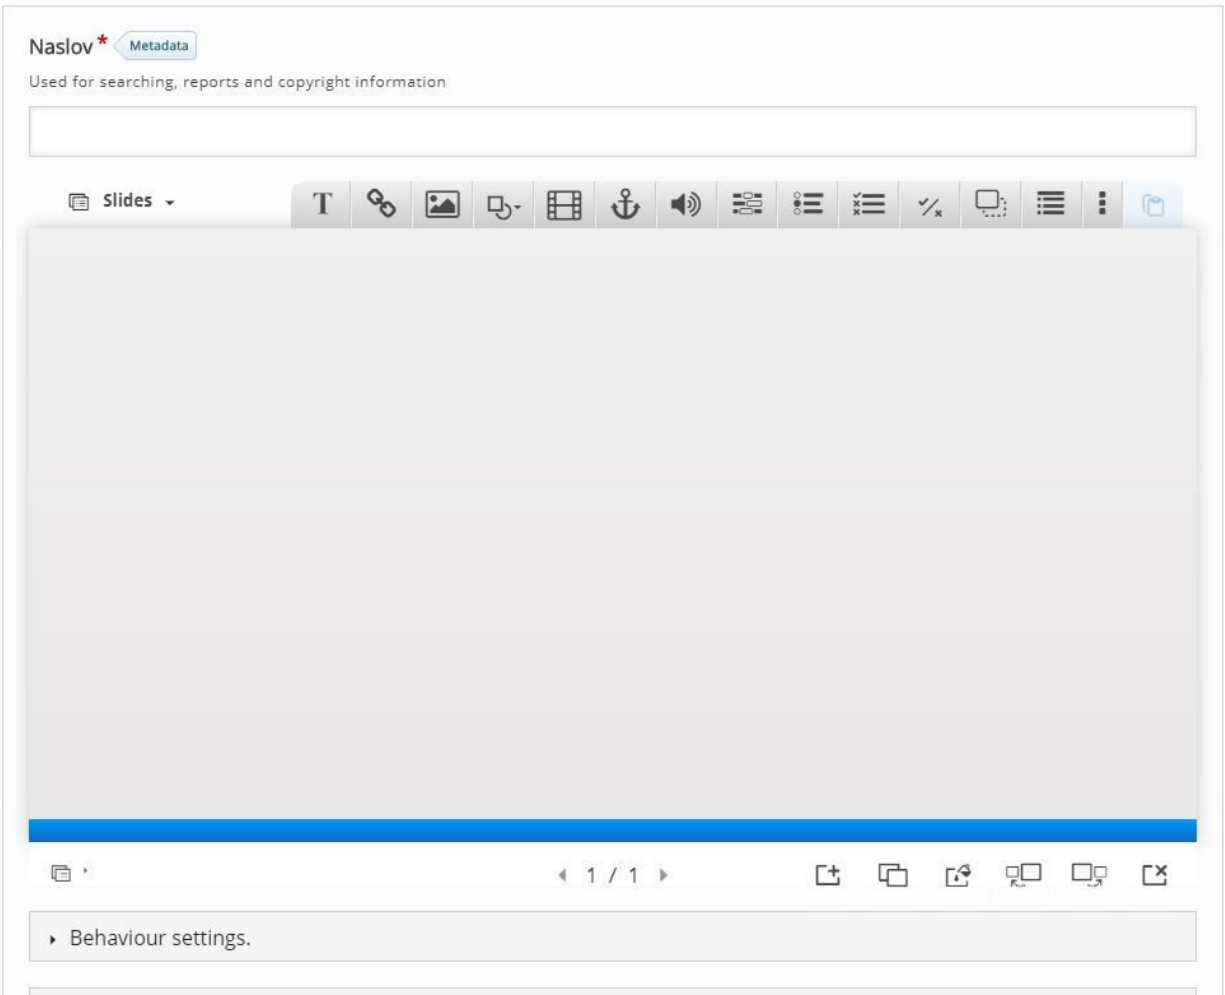 Naslov * Metadata
Used for searching, reports and copyright information
Slides
1 / 1
Behaviour settings.